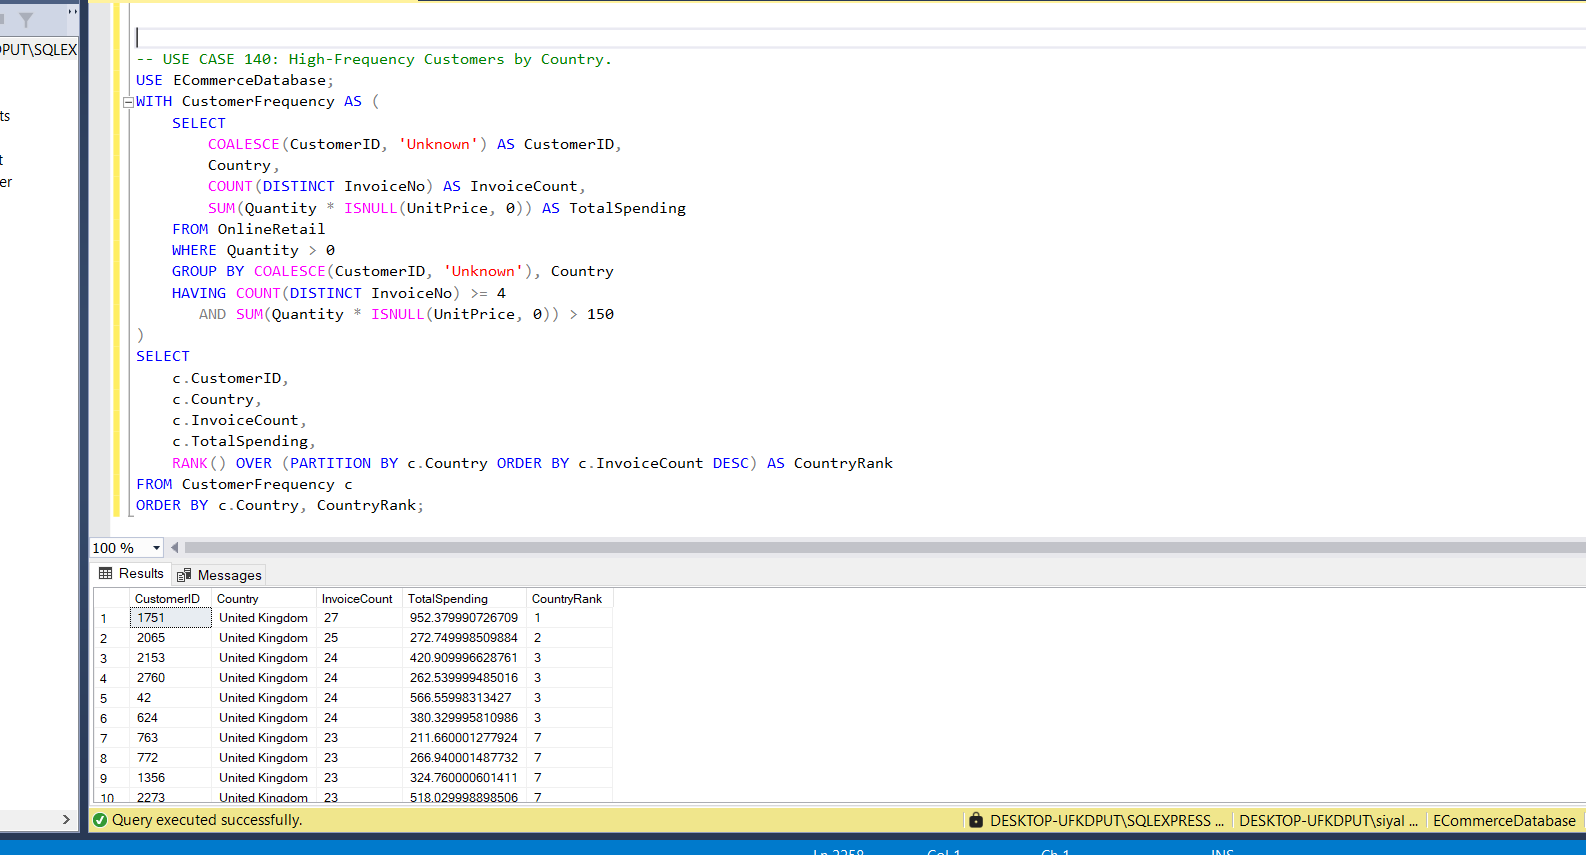 PUT\SQLEX
ts
t
er
-- USE CASE 140: High-Frequency Customers by Country.
USE ECommerceDatabase;
WITH CustomerFrequency AS (
    SELECT
        COALESCE(CustomerID, 'Unknown') AS CustomerID,
        Country,
        COUNT(DISTINCT InvoiceNo) AS InvoiceCount,
        SUM(Quantity * ISNULL(UnitPrice, 0)) AS TotalSpending
    FROM OnlineRetail
    WHERE Quantity > 0
    GROUP BY COALESCE(CustomerID, 'Unknown'), Country
    HAVING COUNT(DISTINCT InvoiceNo) >= 4
       AND SUM(Quantity * ISNULL(UnitPrice, 0)) > 150
)
SELECT
    c.CustomerID,
    c.Country,
    c.InvoiceCount,
    c.TotalSpending,
    RANK() OVER (PARTITION BY c.Country ORDER BY c.InvoiceCount DESC) AS CountryRank
FROM CustomerFrequency c
ORDER BY c.Country, CountryRank;
100 %
Results Messages
CustomerID Country InvoiceCount TotalSpending CountryRank
1 1751 United Kingdom 27 952.379990726709 1
2 2065 United Kingdom 25 272.749998509884 2
3 2153 United Kingdom 24 420.909996628761 3
4 2760 United Kingdom 24 262.539999485016 3
5 42 United Kingdom 24 566.55998313427 3
6 624 United Kingdom 24 380.329995810986 3
7 763 United Kingdom 23 211.660001277924 7
8 772 United Kingdom 23 266.940001487732 7
9 1356 United Kingdom 23 324.760000601411 7
10 2273 United Kingdom 23 518.029998898506 7
Query executed successfully. DESKTOP-UFKDPUT\SQLEXPRESS ... DESKTOP-UFKDPUT\siyal ... ECommerceDatabase
Ln 2258 Col 1 Ch 1 INS